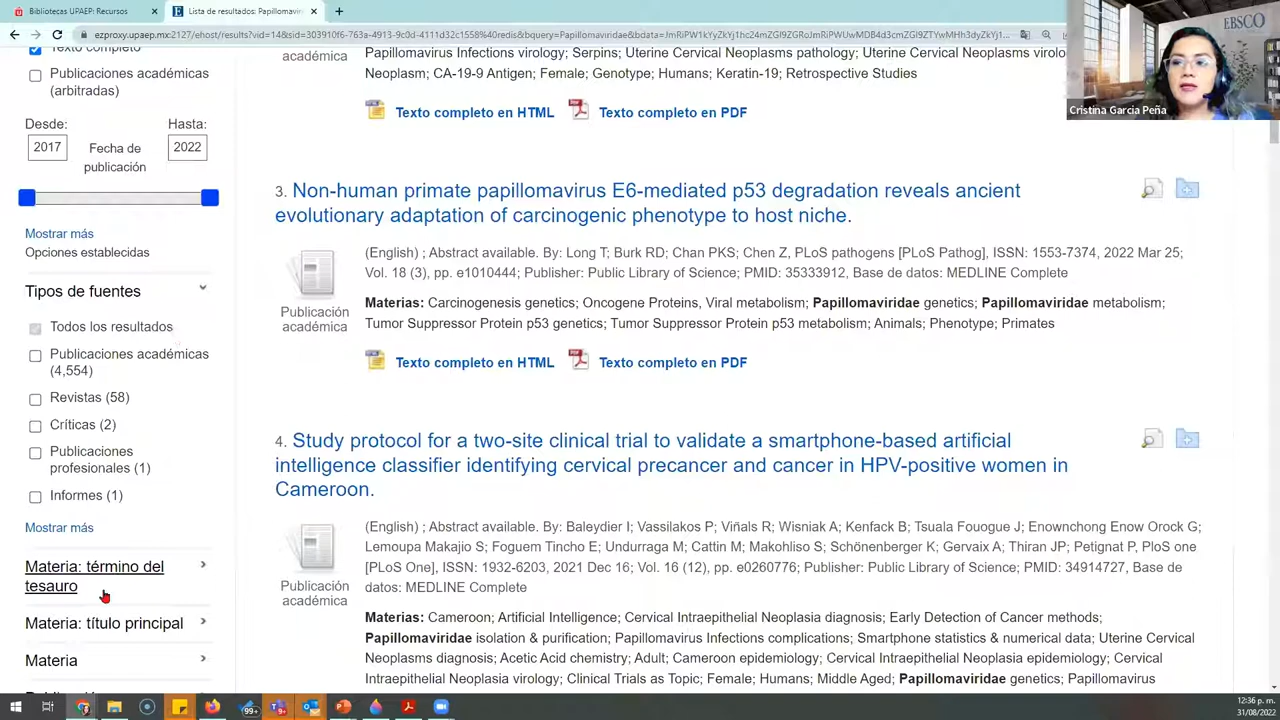 Bibliotecas UPAEP: Recursos
Lista de resultados: Papillomavir
ezproxy.upaep.mx:2127/ehost/results?vid=14&sid=
Texto completo
Publicaciones académicas
(arbitradas)
Desde:
Hasta:
2017
Fecha de
publicación
2022
Mostrar más
Opciones establecidas
Tipos de fuentes
Todos los resultados
Publicaciones académicas
(4,554)
Revistas (58)
Críticas (2)
Publicaciones
profesionales (1)
Informes (1)
Mostrar más
Materia: término del
tesauro
Materia: título principal
Materia
académica
Papillomavirus Infections virology; Serpins; Uterine Cervical Neoplasms pathology; Uterine Cervical Neoplasms virology;
Neoplasm; CA-19-9 Antigen; Female; Genotype; Humans; Keratin-19; Retrospective Studies
Texto completo en HTML
Texto completo en PDF
3. Non-human primate papillomavirus E6-mediated p53 degradation reveals ancient
evolutionary adaptation of carcinogenic phenotype to host niche.
Publicación
académica
(English) ; Abstract available. By: Long T; Burk RD; Chan PKS; Chen Z, PLoS pathogens [PLoS Pathog], ISSN: 1553-7374, 2022 Mar 25;
Vol. 18 (3), pp. e1010444; Publisher: Public Library of Science; PMID: 35333912, Base de datos: MEDLINE Complete
Materias: Carcinogenesis genetics; Oncogene Proteins, Viral metabolism; Papillomaviridae genetics; Papillomaviridae metabolism;
Tumor Suppressor Protein p53 genetics; Tumor Suppressor Protein p53 metabolism; Animals; Phenotype; Primates
Texto completo en HTML
Texto completo en PDF
4. Study protocol for a two-site clinical trial to validate a smartphone-based artificial
intelligence classifier identifying cervical precancer and cancer in HPV-positive women in
Cameroon.
Publicación
académica
(English) ; Abstract available. By: Baleydier I; Vassilakos P; Viñals R; Wisniak A; Kenfack B; Tsuala Fouogue J; Enownchong Enow Orock G;
Lemoupa Makajio S; Foguem Tincho E; Undurraga M; Cattin M; Makohliso S; Schönenberger K; Gervaix A; Thiran JP; Petignat P, PloS one
[PLoS One], ISSN: 1932-6203, 2021 Dec 16; Vol. 16 (12), pp. e0260776; Publisher: Public Library of Science; PMID: 34914727, Base de
datos: MEDLINE Complete
Materias: Cameroon; Artificial Intelligence; Cervical Intraepithelial Neoplasia diagnosis; Early Detection of Cancer methods;
Papillomaviridae isolation & purification; Papillomavirus Infections complications; Smartphone statistics & numerical data; Uterine Cervical
Neoplasms diagnosis; Acetic Acid chemistry; Adult; Cameroon epidemiology; Cervical Intraepithelial Neoplasia epidemiology; Cervical
Intraepithelial Neoplasia virology; Clinical Trials as Topic; Female; Humans; Middle Aged; Papillomaviridae genetics; Papillomavirus
EBSCO
Cristina Garcia Peña
99+
12:36 p. m.
31/08/2022